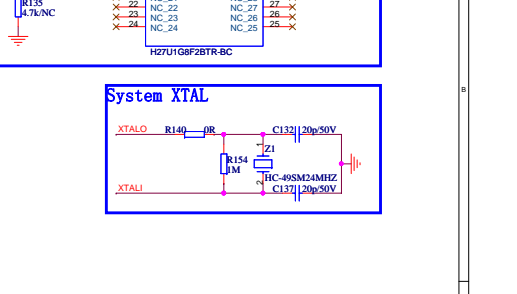 R135
4.7k/NC
22
23
24
NC_22
NC_23
NC_24
NC_27
NC_26
NC_25
27
26
25
H27U1G8F2BTR-BC
System XTAL
XTALO
R140
0R
C132
20p/50V
1
Z1
R154
1M
HC-49SM24MHZ
2
XTALI
C137
20p/50V
B